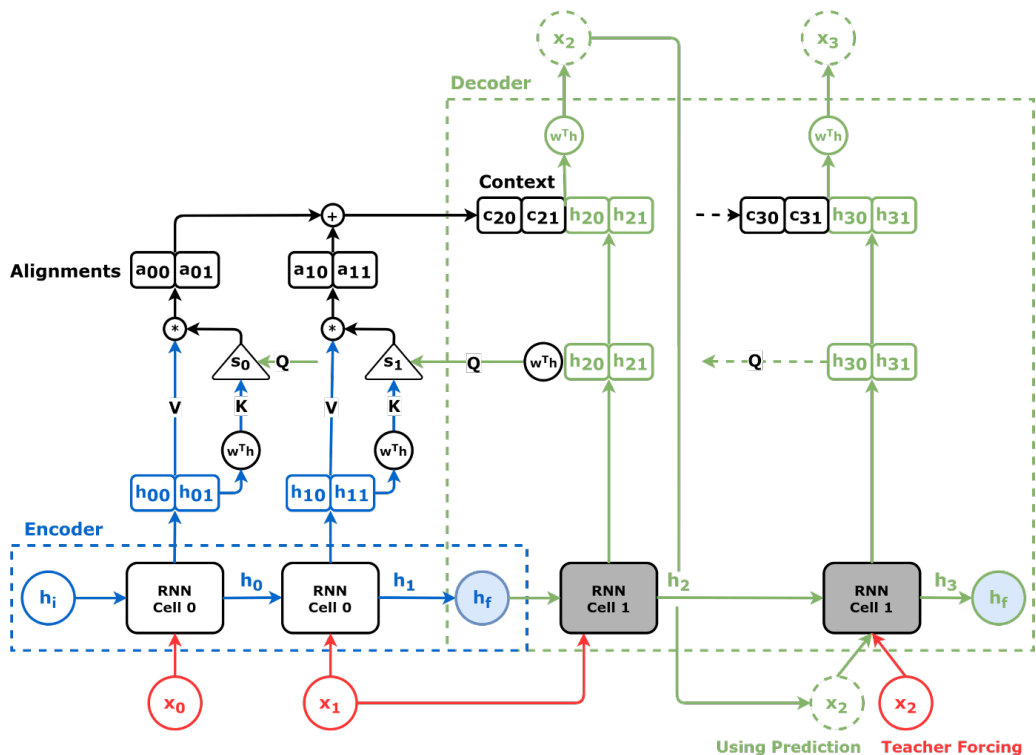 x2 x3
Decoder
wTh wTh
Context
c20 c21 h20 h21 c30 c31 h30 h31
+
Alignments a00 a01 a10 a11
* *
s0 Q s1 Q wTh h20 h21 Q h30 h31
V K V K
wTh wTh
h00 h01 h10 h11
Encoder
hi RNN Cell 0 h0 RNN Cell 0 h1 hf RNN Cell 1 h2 RNN Cell 1 h3 hf
x0 x1 x2 x2
Using Prediction Teacher Forcing